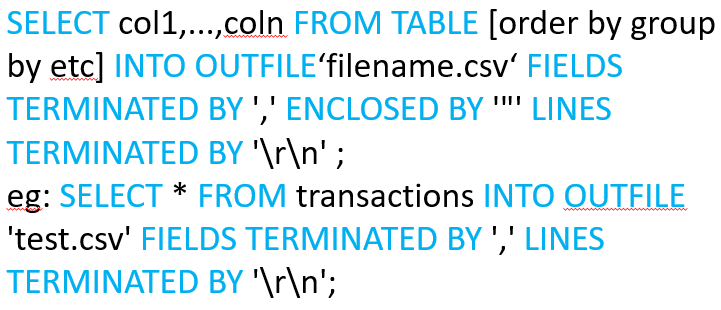 SELECT col1,...,coln FROM TABLE [order by group
by etc] INTO OUTFILE‘filename.csv‘ FIELDS
TERMINATED BY ',' ENCLOSED BY '"' LINES
TERMINATED BY '\r\n' ;
eg: SELECT * FROM transactions INTO OUTFILE
'test.csv' FIELDS TERMINATED BY ',' LINES
TERMINATED BY '\r\n';